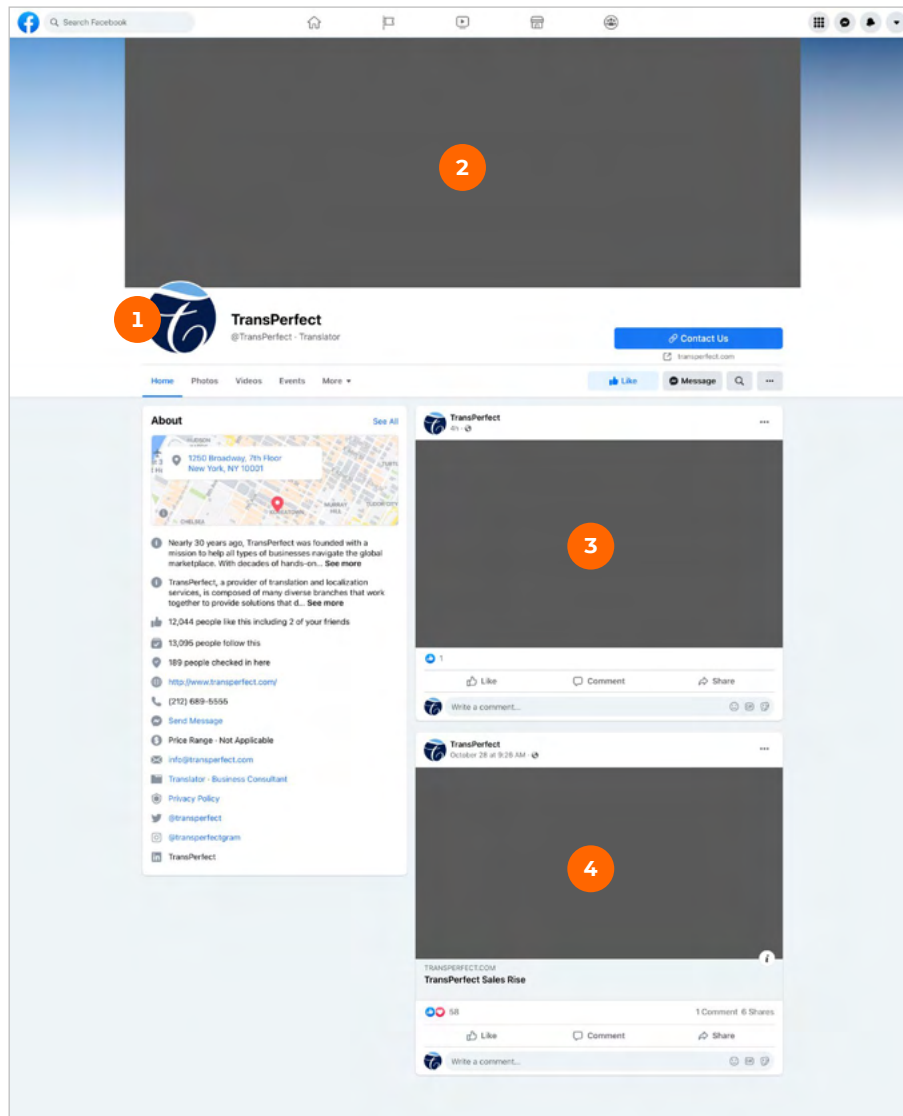 Search Facebook
2
1
TransPerfect
@TransPerfect · Translator
Contact Us
transperfect.com
Home Photos Videos Events More
Like Message
About See All
1250 Broadway, 7th Floor
New York, NY 10001
MURRAY
HILL
CHELSEA
Nearly 30 years ago, TransPerfect was founded with a
mission to help all types of businesses navigate the global
marketplace. With decades of hands-on... See more
TransPerfect, a provider of translation and localization
services, is composed of many diverse branches that work
together to provide solutions that d... See more
12,044 people like this including 2 of your friends
13,095 people follow this
189 people checked in here
http://www.transperfect.com/
(212) 689-5555
Send Message
Price Range · Not Applicable
info@transperfect.com
Translator · Business Consultant
Privacy Policy
@transperfect
@transperfectgram
TransPerfect
TransPerfect
4h ·
3
1
Like Comment Share
Write a comment...
TransPerfect
October 28 at 9:26 AM ·
4
TRANSPERFECT.COM
TransPerfect Sales Rise
58 1 Comment 6 Shares
Like Comment Share
Write a comment...